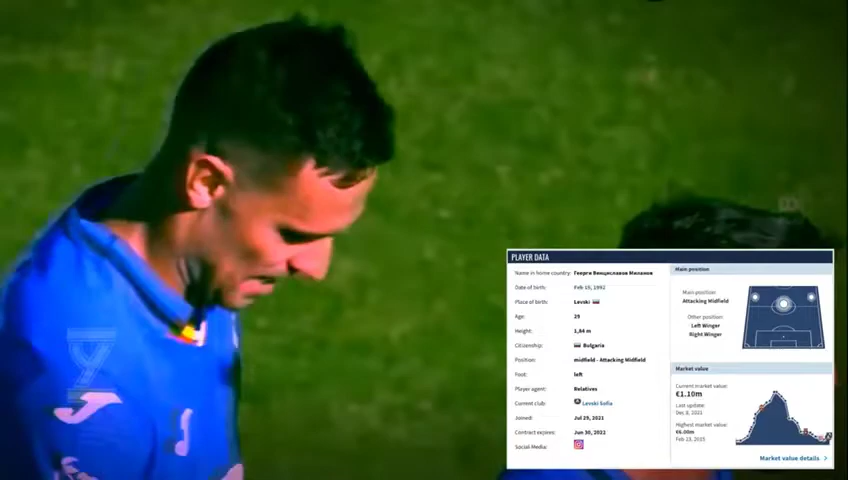 PLAYER DATA
Name in home country: Георги Венциславов Миланов
Date of birth: Feb 19, 1992
Place of birth: Levski
Age: 29
Height: 1,84 m
Citizenship: Bulgaria
Position: midfield - Attacking Midfield
Foot: left
Player agent: Relatives
Current club: Levski Sofia
Joined: Jul 29, 2021
Contract expires: Jun 30, 2022
Social Media:
Main position
Main position:
Attacking Midfield
Other position:
Left Winger
Right Winger
Market value
Current market value:
€1.10m
Last update:
Dec 8, 2021
Highest market value:
€6.00m
Feb 23, 2015
Market value details